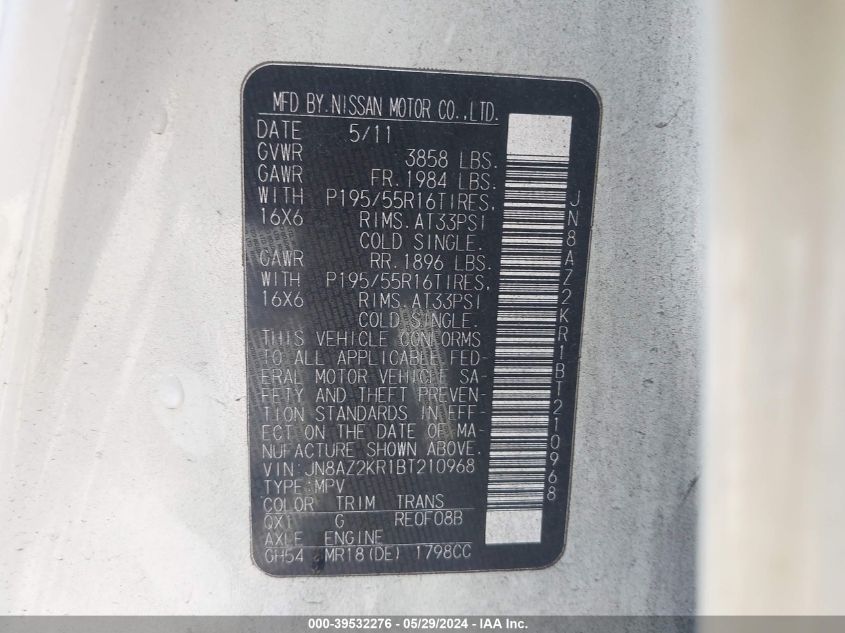 MFD BY.NISSAN MOTOR CO.,LTD.
DATE 5/11
GVWR 3858 LBS.
GAWR FR.1984 LBS.
WITH P195/55R16TIRES,
16X6 RIMS.AT33PSI
COLD SINGLE.
GAWR RR.1896 LBS.
WITH P195/55R16TIRES,
16X6 RIMS.AT33PSI
COLD SINGLE.
THIS VEHICLE CONFORMS
TO ALL APPLICABLE FED-
ERAL MOTOR VEHICLE SA-
FETY AND THEFT PREVEN-
TION STANDARDS IN EFF-
ECT ON THE DATE OF MA-
NUFACTURE SHOWN ABOVE.
VIN:JN8AZ2KR1BT210968
TYPE:MPV
COLOR TRIM TRANS
QX1 G RE0F08B
AXLE ENGINE
GH54 MR18(DE) 1798CC
JN8AZ2KR1BT210968
000-39532276 - 05/29/2024 - IAA Inc.